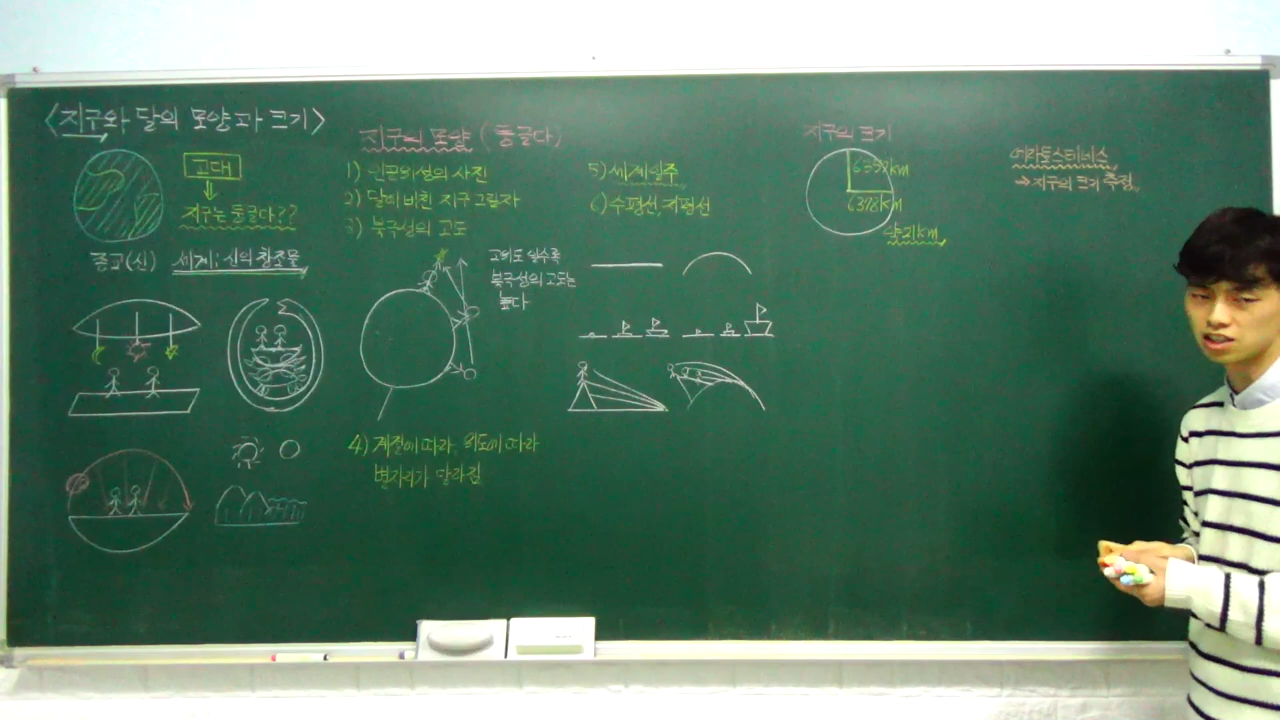 <지구와 달의 모양과 크기>
고대
지구는 둥글다??
종교(신) 세계: 신의 창조물
지구의 모양 (둥글다)
1) 인공위성의 사진
2) 달에 비친 지구 그림자
3) 북극성의 고도
고위도 일수록
북극성의 고도는
높다
4) 계절에 따라, 위도에 따라
별자리가 달라짐
5) 세계일주
6) 수평선, 지평선
지구의 크기
6378km
약 21km
에라토스테네스
→ 지구의 크기 추정